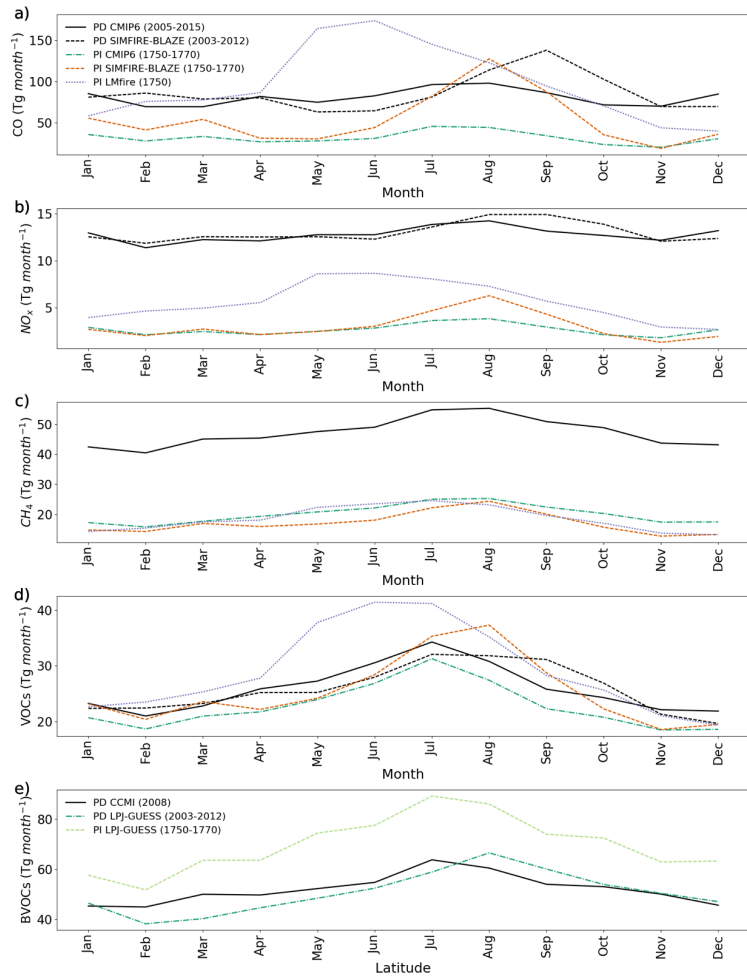 a)
PD CMIP6 (2005-2015)
PD SIMFIRE-BLAZE (2003-2012)
PI CMIP6 (1750-1770)
PI SIMFIRE-BLAZE (1750-1770)
PI LMfire (1750)
CO (Tg month⁻¹)
150
100
50
Jan
Feb
Mar
Apr
May
Jun
Jul
Aug
Sep
Oct
Nov
Dec
Month
b)
NOₓ (Tg month⁻¹)
15
10
5
Jan
Feb
Mar
Apr
May
Jun
Jul
Aug
Sep
Oct
Nov
Dec
Month
c)
CH₄ (Tg month⁻¹)
50
40
30
20
Jan
Feb
Mar
Apr
May
Jun
Jul
Aug
Sep
Oct
Nov
Dec
Month
d)
VOCs (Tg month⁻¹)
40
30
20
Jan
Feb
Mar
Apr
May
Jun
Jul
Aug
Sep
Oct
Nov
Dec
Month
e)
PD CCMI (2008)
PD LPJ-GUESS (2003-2012)
PI LPJ-GUESS (1750-1770)
BVOCs (Tg month⁻¹)
80
60
40
Jan
Feb
Mar
Apr
May
Jun
Jul
Aug
Sep
Oct
Nov
Dec
Latitude